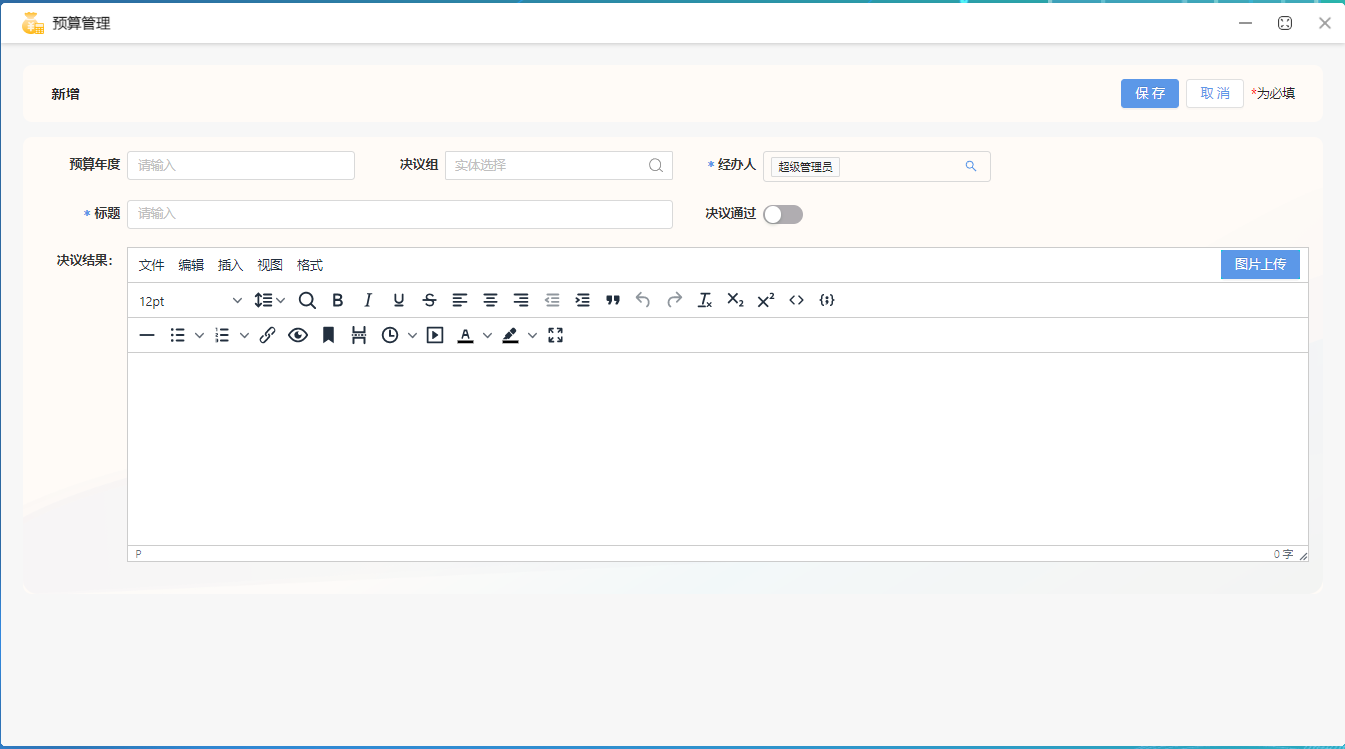 预算管理
新增
保 存
取 消
*为必填
预算年度 请输入
决议组 实体选择
* 经办人 超级管理员
* 标题 请输入
决议通过
决议结果：
文件 编辑 插入 视图 格式
图片上传
12pt
P
0 字